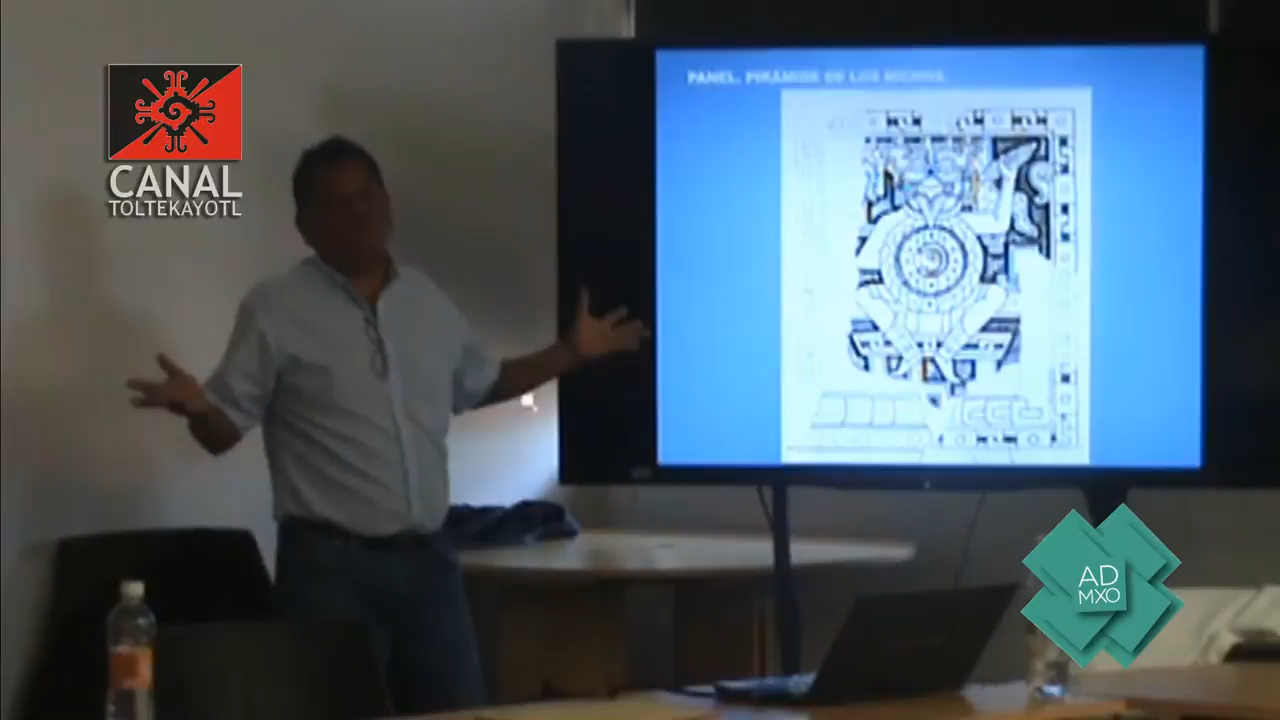 CANAL
TOLTEKAYOTL
PANEL. PIRÁMIDE DE LOS NICHOS.
AD
MXO